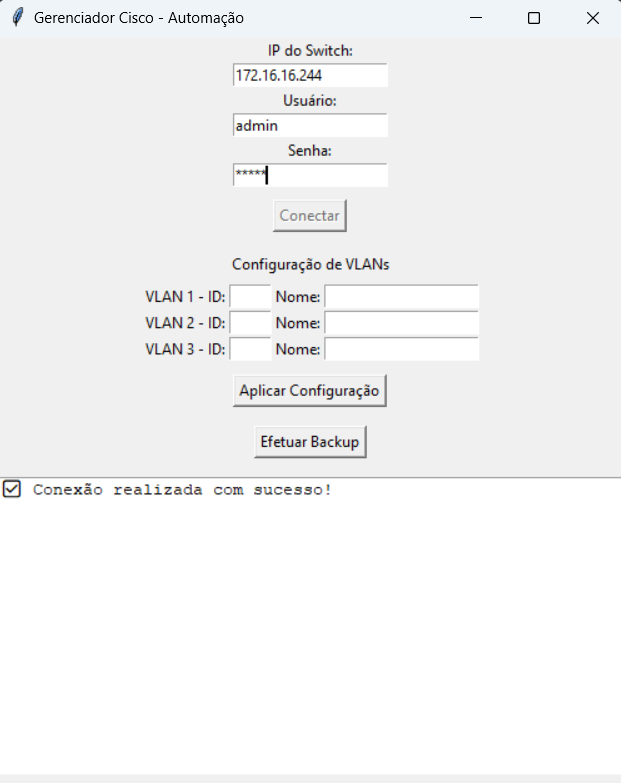 Gerenciador Cisco - Automação
IP do Switch:
172.16.16.244
Usuário:
admin
Senha:
*****
Conectar
Configuração de VLANs
VLAN 1 - ID: Nome:
VLAN 2 - ID: Nome:
VLAN 3 - ID: Nome:
Aplicar Configuração
Efetuar Backup
Conexão realizada com sucesso!